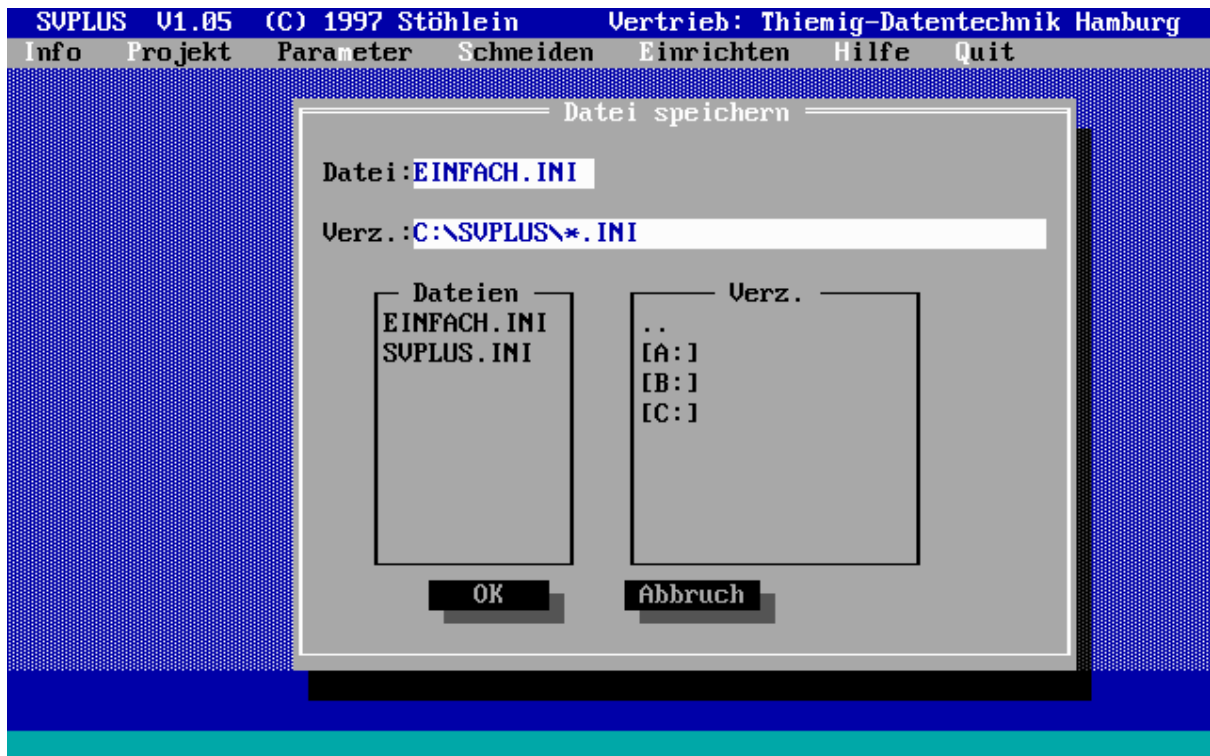 SVPLUS V1.05 (C) 1997 Stöhlein Vertrieb: Thiemig-Datentechnik Hamburg
Info Projekt Parameter Schneiden Einrichten Hilfe Quit
Datei speichern
Datei:EINFACH.INI
Verz.:C:\SVPLUS\*.INI
Dateien Verz.
EINFACH.INI ..
SVPLUS.INI [A:]
[B:]
[C:]
OK Abbruch